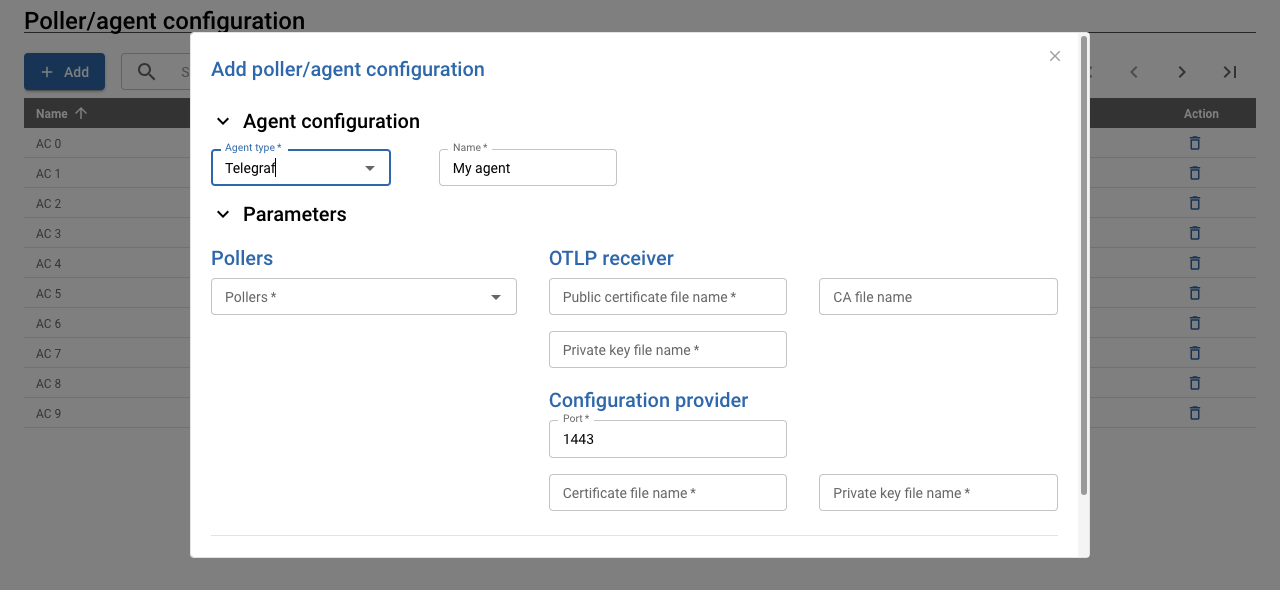 Poller/agent configuration
Add
S
Name
Action
AC 0
AC 1
AC 2
AC 3
AC 4
AC 5
AC 6
AC 7
AC 8
AC 9
Add poller/agent configuration
Agent configuration
Agent type *
Telegraf
Name *
My agent
Parameters
Pollers
Pollers *
OTLP receiver
Public certificate file name *
CA file name
Private key file name *
Configuration provider
Port *
1443
Certificate file name *
Private key file name *